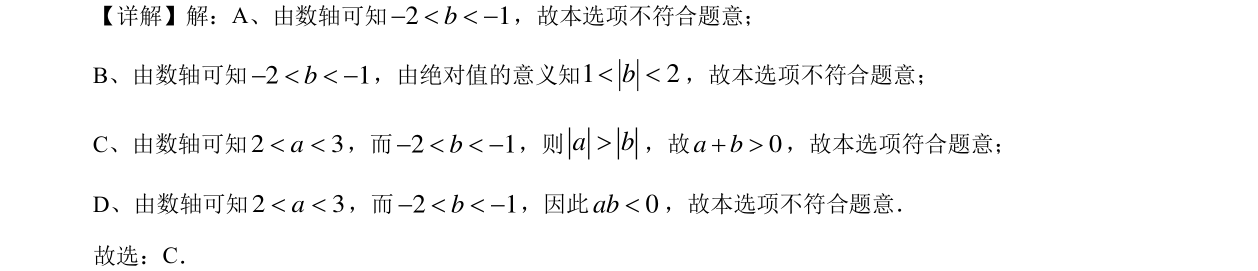 【详解】解：A、由数轴可知−2<b<−1，故本选项不符合题意；
B、由数轴可知−2<b<−1，由绝对值的意义知1<|b|<2，故本选项不符合题意；
C、由数轴可知2<a<3，而−2<b<−1，则|a|>|b|，故a+b>0，故本选项符合题意；
D、由数轴可知2<a<3，而−2<b<−1，因此ab<0，故本选项不符合题意．
故选：C．